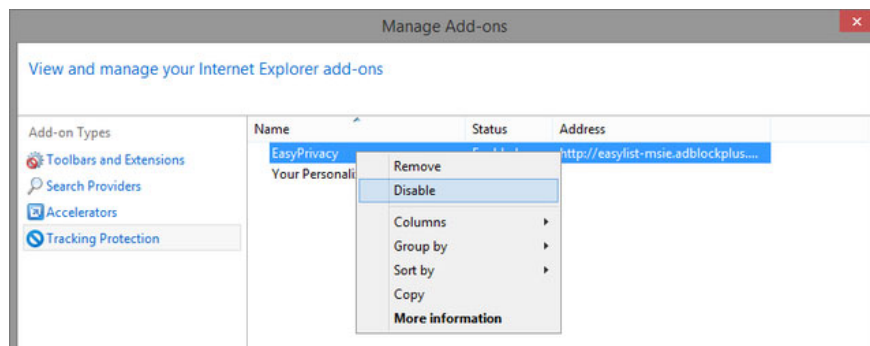 Manage Add-ons
View and manage your Internet Explorer add-ons
Add-on Types
Toolbars and Extensions
Search Providers
Accelerators
Tracking Protection
Name Status Address
EasyPrivacy http://easylist-msie.adblockplus....
Your Personali
Remove
Disable
Columns
Group by
Sort by
Copy
More information